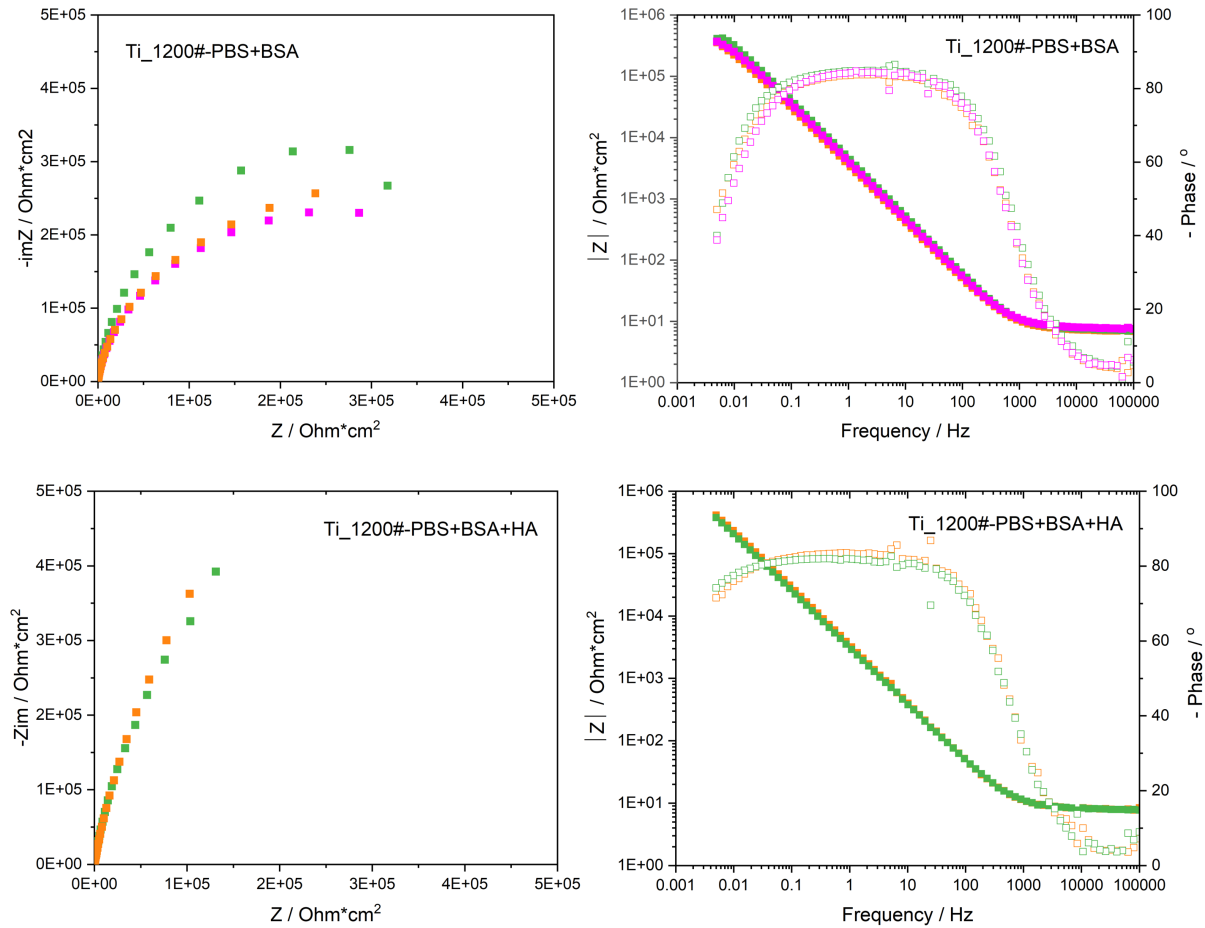 Ti_1200#-PBS+BSA
-imZ / Ohm*cm2
5E+05
4E+05
3E+05
2E+05
1E+05
0E+00
0E+00 1E+05 2E+05 3E+05 4E+05 5E+05
Z / Ohm*cm²
Ti_1200#-PBS+BSA
|Z| / Ohm*cm²
1E+06
1E+05
1E+04
1E+03
1E+02
1E+01
1E+00
0.001 0.01 0.1 1 10 100 1000 10000 100000
Frequency / Hz
100
80
60
40
20
0
- Phase / °
Ti_1200#-PBS+BSA+HA
-Zim / Ohm*cm²
5E+05
4E+05
3E+05
2E+05
1E+05
0E+00
0E+00 1E+05 2E+05 3E+05 4E+05 5E+05
Z / Ohm*cm²
Ti_1200#-PBS+BSA+HA
|Z| / Ohm*cm²
1E+06
1E+05
1E+04
1E+03
1E+02
1E+01
1E+00
0.001 0.01 0.1 1 10 100 1000 10000 100000
Frequency / Hz
100
80
60
40
20
0
- Phase / °